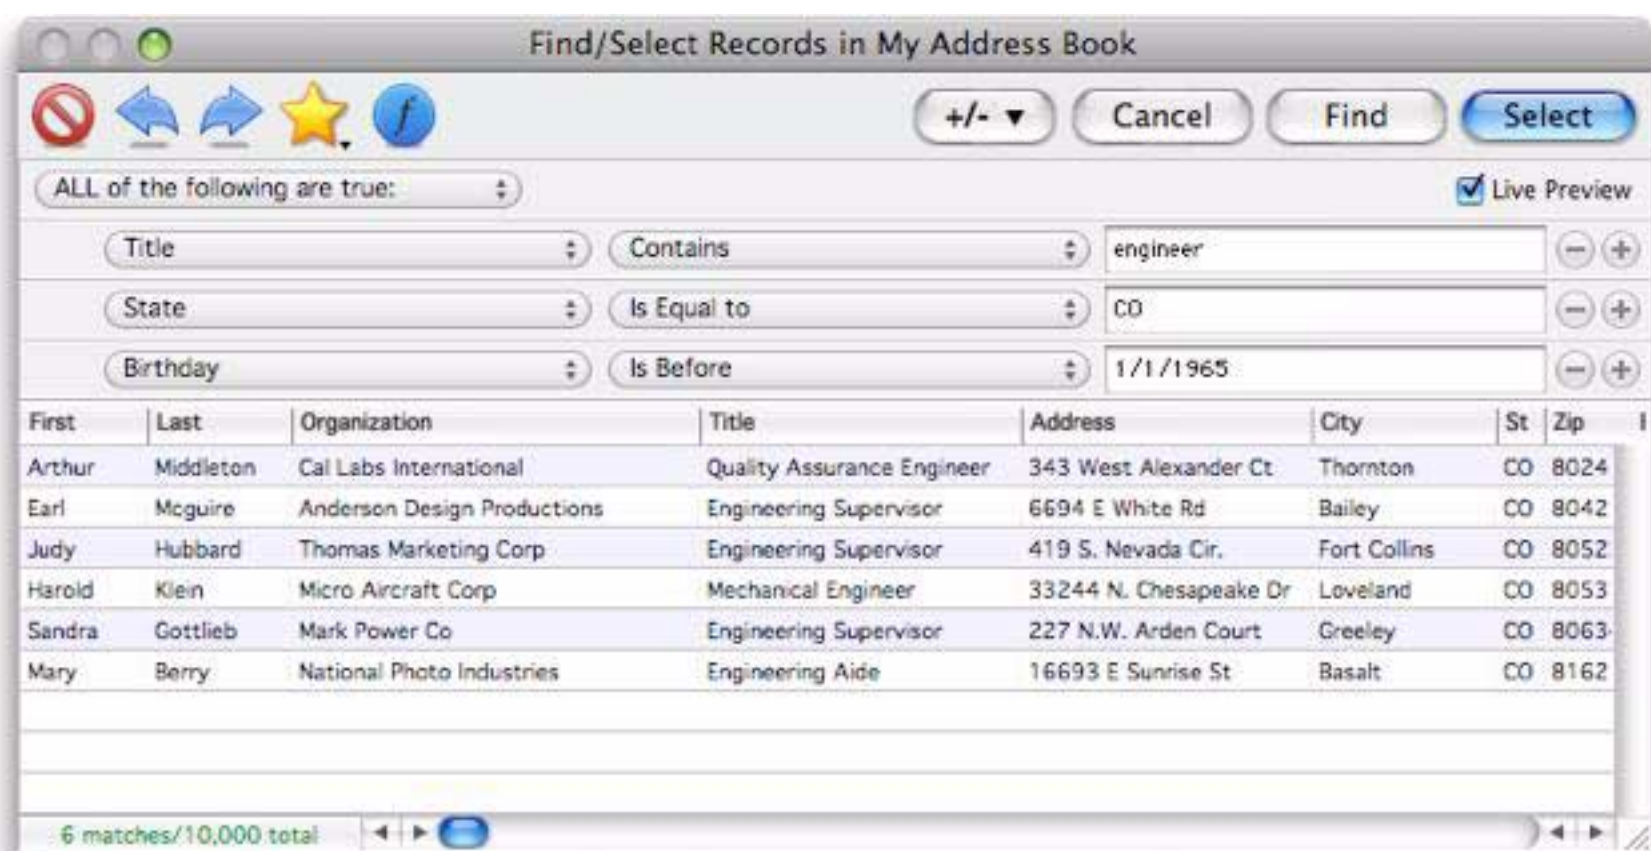 Find/Select Records in My Address Book
f +/- ▼ Cancel Find Select
ALL of the following are true: Live Preview
Title Contains engineer
State Is Equal to CO
Birthday Is Before 1/1/1965
First Last Organization Title Address City St Zip
Arthur Middleton Cal Labs International Quality Assurance Engineer 343 West Alexander Ct Thornton CO 8024
Earl Mcguire Anderson Design Productions Engineering Supervisor 6694 E White Rd Bailey CO 8042
Judy Hubbard Thomas Marketing Corp Engineering Supervisor 419 S. Nevada Cir. Fort Collins CO 8052
Harold Klein Micro Aircraft Corp Mechanical Engineer 33244 N. Chesapeake Dr Loveland CO 8053
Sandra Gottlieb Mark Power Co Engineering Supervisor 227 N.W. Arden Court Greeley CO 8063
Mary Berry National Photo Industries Engineering Aide 16693 E Sunrise St Basalt CO 8162
6 matches/10,000 total